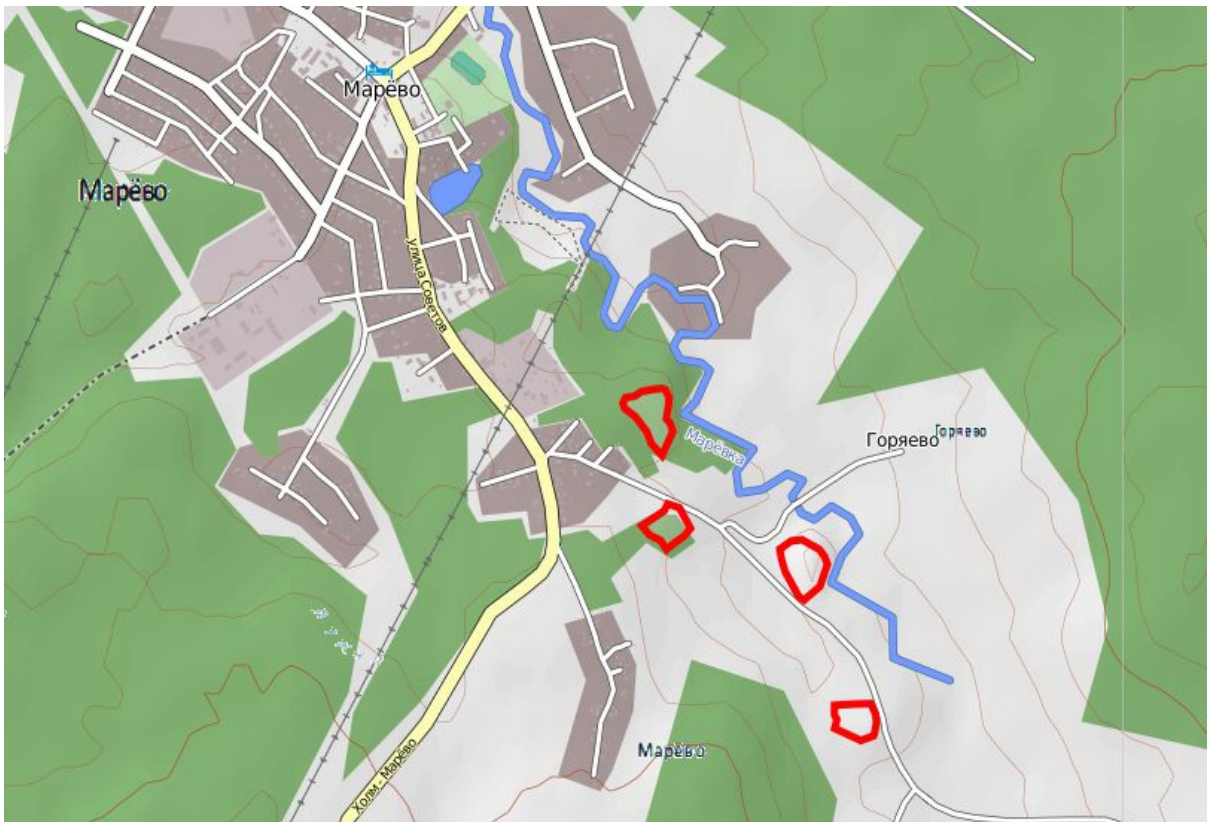 Марёво
Марёво
улица Советов
Марёвка
Горяево
Горяево
Марёво
Холм - Марёво